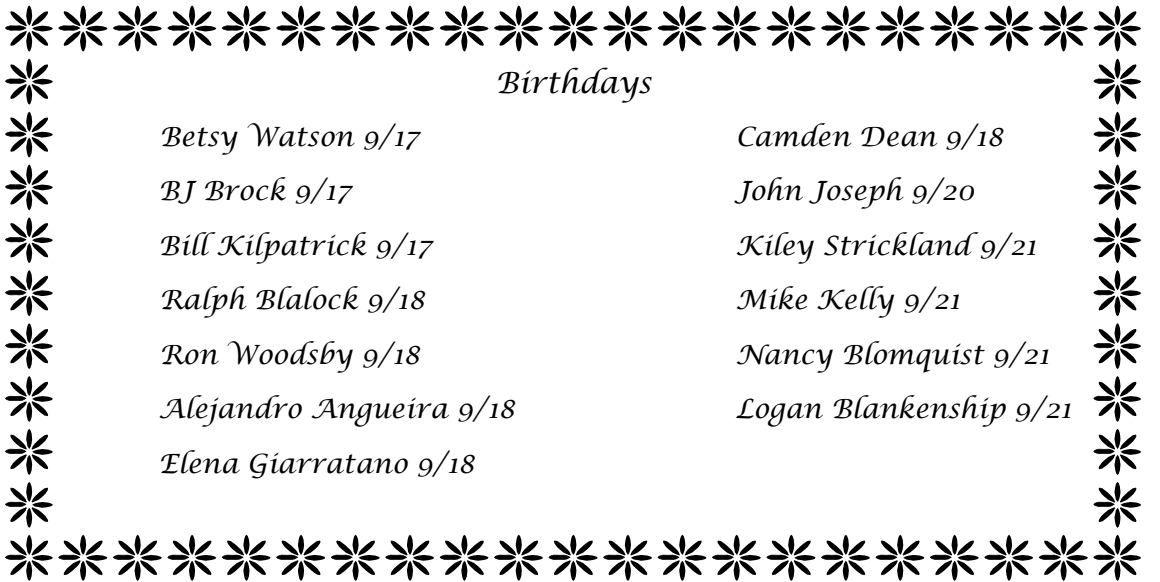 Birthdays
Betsy Watson 9/17
BJ Brock 9/17
Bill Kilpatrick 9/17
Ralph Blalock 9/18
Ron Woodsby 9/18
Alejandro Angueira 9/18
Elena Giarratano 9/18
Camden Dean 9/18
John Joseph 9/20
Kiley Strickland 9/21
Mike Kelly 9/21
Nancy Blomquist 9/21
Logan Blankenship 9/21